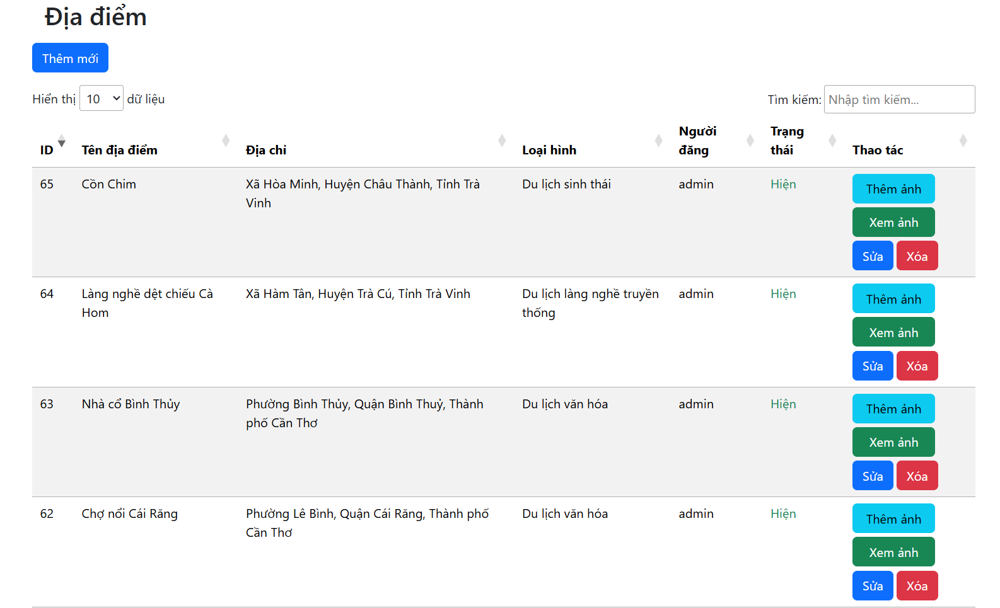 Địa điểm
Thêm mới
Hiển thị 10 dữ liệu
Tìm kiếm: Nhập tìm kiếm...
ID Tên địa điểm Địa chỉ Loại hình Người đăng Trạng thái Thao tác
65 Cồn Chim Xã Hòa Minh, Huyện Châu Thành, Tỉnh Trà Vinh Du lịch sinh thái admin Hiện
Thêm ảnh
Xem ảnh
Sửa Xóa
64 Làng nghề dệt chiếu Cà Hom Xã Hàm Tân, Huyện Trà Cú, Tỉnh Trà Vinh Du lịch làng nghề truyền thống admin Hiện
Thêm ảnh
Xem ảnh
Sửa Xóa
63 Nhà cổ Bình Thủy Phường Bình Thủy, Quận Bình Thuỷ, Thành phố Cần Thơ Du lịch văn hóa admin Hiện
Thêm ảnh
Xem ảnh
Sửa Xóa
62 Chợ nổi Cái Răng Phường Lê Bình, Quận Cái Răng, Thành phố Cần Thơ Du lịch văn hóa admin Hiện
Thêm ảnh
Xem ảnh
Sửa Xóa